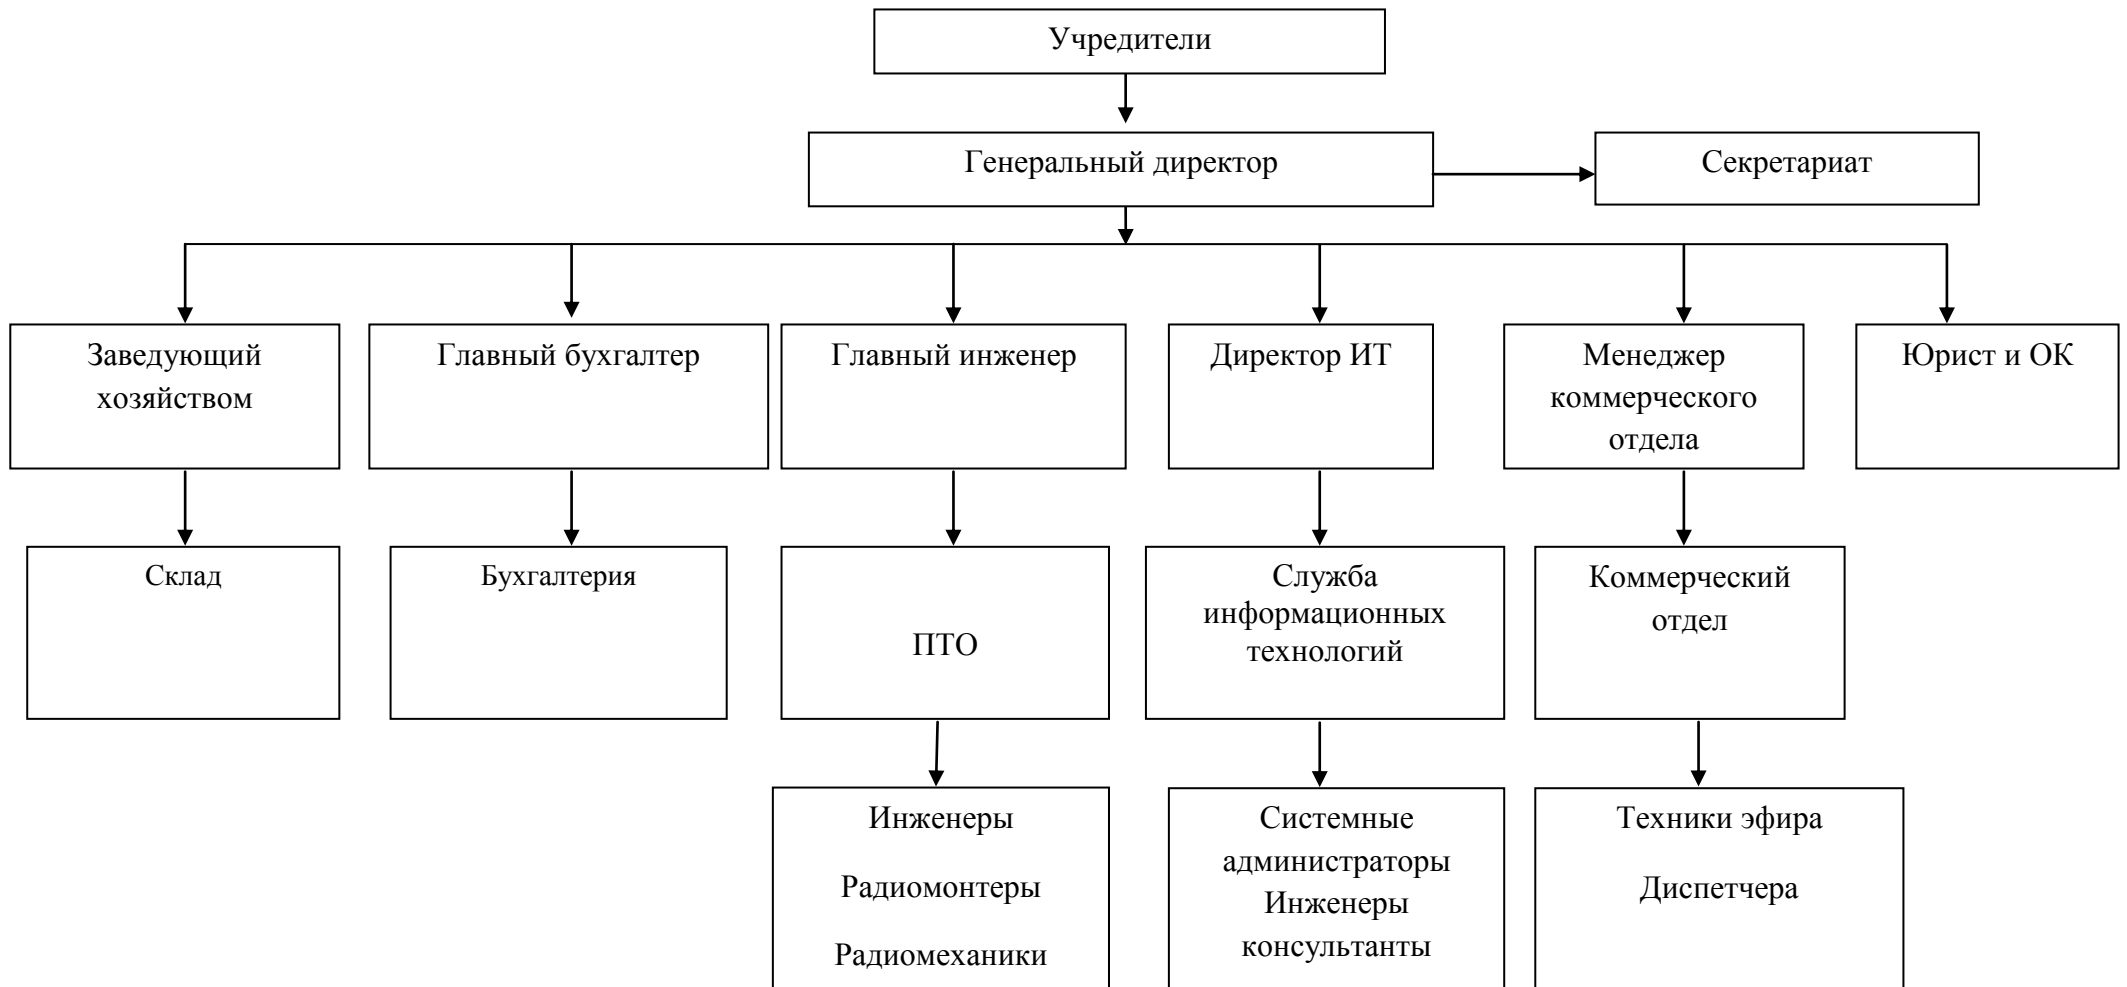 Учредители
Генеральный директор
Секретариат
Заведующий
хозяйством
Главный бухгалтер
Главный инженер
Директор ИТ
Менеджер
коммерческого
отдела
Юрист и ОК
Склад
Бухгалтерия
ПТО
Служба
информационных
технологий
Коммерческий
отдел
Инженеры
Радиомонтеры
Радиомеханики
Системные
администраторы
Инженеры
консультанты
Техники эфира
Диспетчера